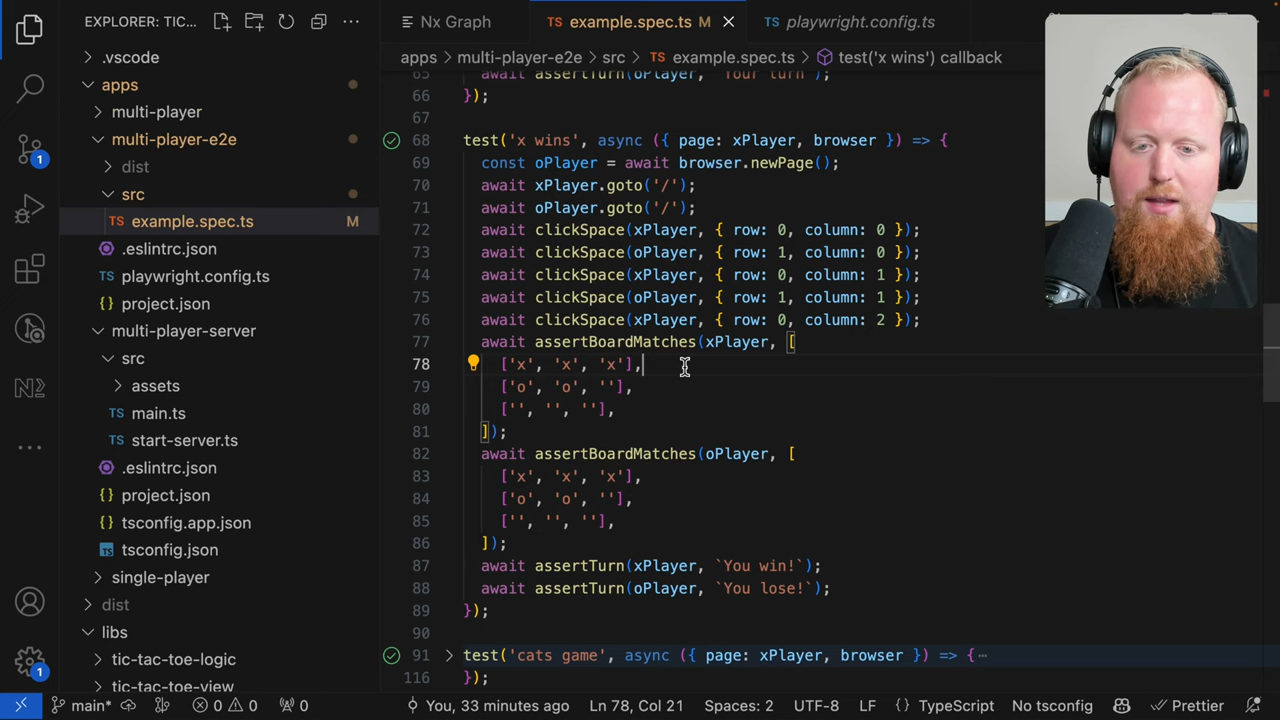 EXPLORER: TIC-...
Nx Graph
TS example.spec.ts M
TS playwright.config.ts
apps > multi-player-e2e > src > TS example.spec.ts > test('x wins') callback
.vscode
apps
multi-player
multi-player-e2e
dist
src
TS example.spec.ts M
.eslintrc.json
TS playwright.config.ts
{} project.json
multi-player-server
src
assets
TS main.ts
TS start-server.ts
.eslintrc.json
{} project.json
{} tsconfig.app.json
TS tsconfig.json
single-player
dist
libs
tic-tac-toe-logic
tic-tac-toe-view
1
1
65 await assertTurn(oPlayer, `Your turn`);
66 });
67
68 test('x wins', async ({ page: xPlayer, browser }) => {
69 const oPlayer = await browser.newPage();
70 await xPlayer.goto('/');
71 await oPlayer.goto('/');
72 await clickSpace(xPlayer, { row: 0, column: 0 });
73 await clickSpace(oPlayer, { row: 1, column: 0 });
74 await clickSpace(xPlayer, { row: 0, column: 1 });
75 await clickSpace(oPlayer, { row: 1, column: 1 });
76 await clickSpace(xPlayer, { row: 0, column: 2 });
77 await assertBoardMatches(xPlayer, [
78 ['x', 'x', 'x'],
79 ['o', 'o', ''],
80 ['', '', ''],
81 ]);
82 await assertBoardMatches(oPlayer, [
83 ['x', 'x', 'x'],
84 ['o', 'o', ''],
85 ['', '', ''],
86 ]);
87 await assertTurn(xPlayer, `You win!`);
88 await assertTurn(oPlayer, `You lose!`);
89 });
90
91 test('cats game', async ({ page: xPlayer, browser }) => { ⋯
116 });
main* 0 0 0 You, 33 minutes ago Ln 78, Col 21 Spaces: 2 UTF-8 LF {} TypeScript No tsconfig Prettier